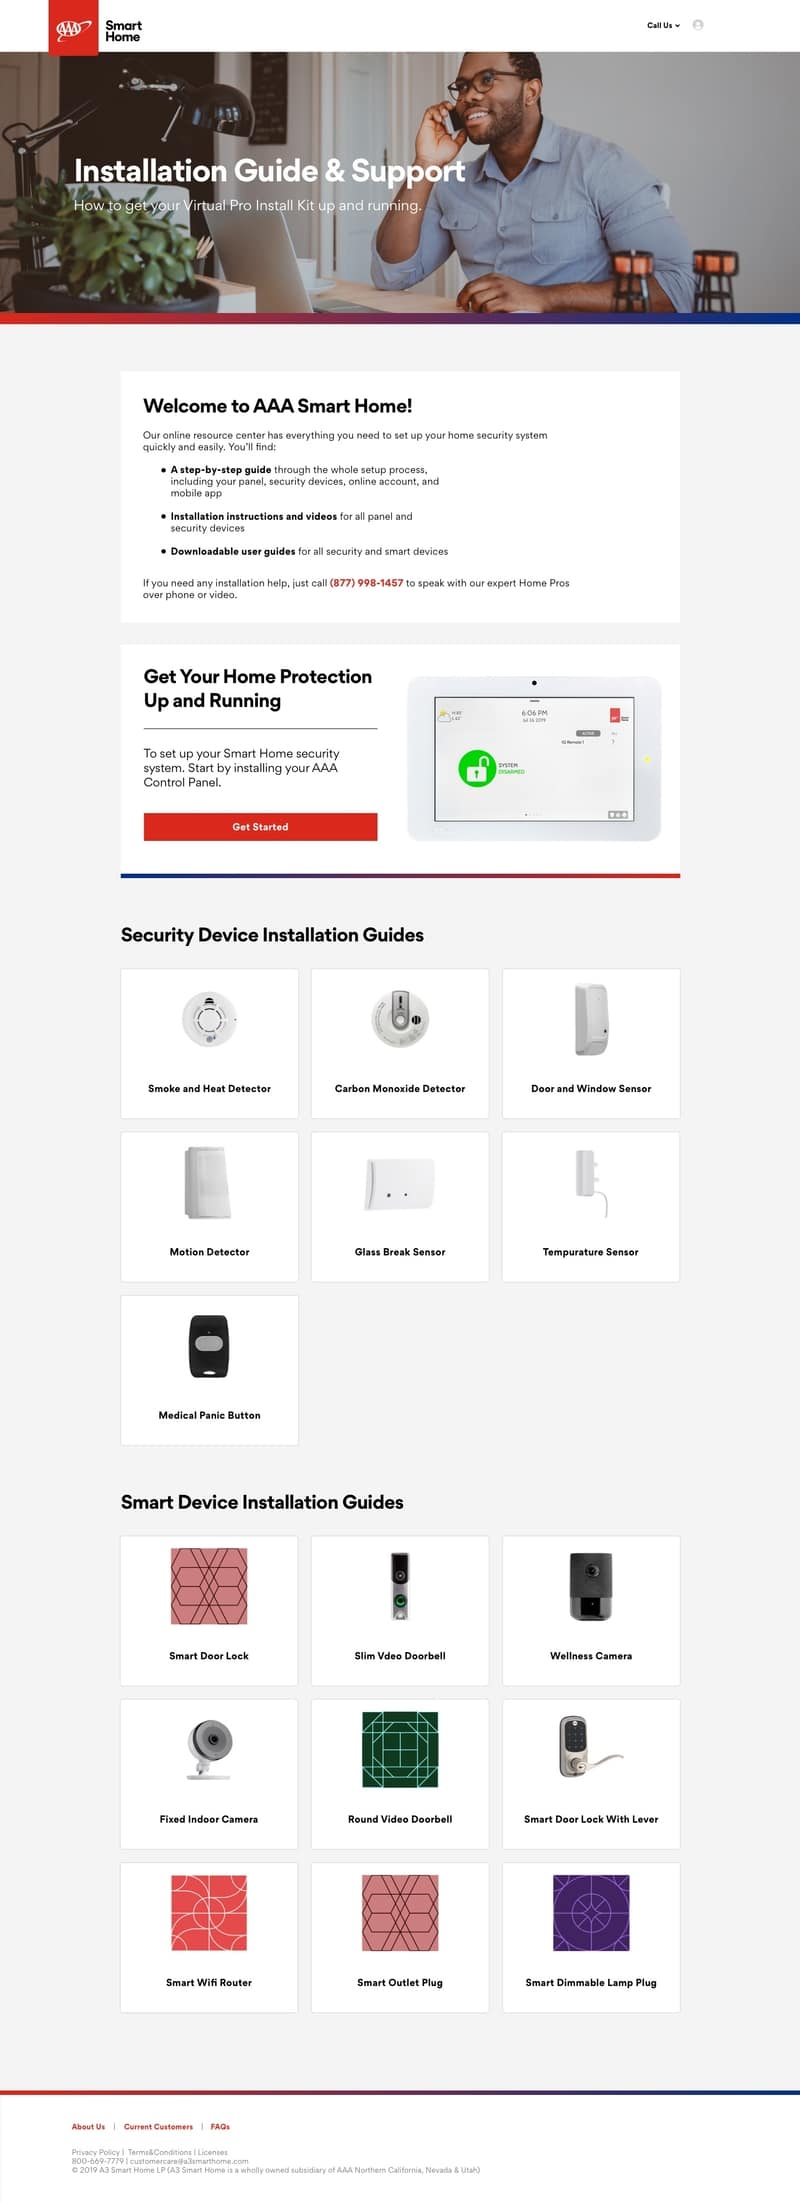 AAA
Smart
Home
Call Us
Installation Guide & Support
How to get your Virtual Pro Install Kit up and running.
Welcome to AAA Smart Home!
Our online resource center has everything you need to set up your home security system
quickly and easily. You'll find:
• A step-by-step guide through the whole setup process,
including your panel, security devices, online account, and
mobile app
• Installation instructions and videos for all panel and
security devices
• Downloadable user guides for all security and smart devices
If you need any installation help, just call (877) 998-1457 to speak with our expert Home Pros
over phone or video.
Get Your Home Protection
Up and Running
To set up your Smart Home security
system. Start by installing your AAA
Control Panel.
Get Started
6:06 PM
SYSTEM
DISARMED
Security Device Installation Guides
Smoke and Heat Detector
Carbon Monoxide Detector
Door and Window Sensor
Motion Detector
Glass Break Sensor
Tempurature Sensor
Medical Panic Button
Smart Device Installation Guides
Smart Door Lock
Slim Vdeo Doorbell
Wellness Camera
Fixed Indoor Camera
Round Video Doorbell
Smart Door Lock With Lever
Smart Wifi Router
Smart Outlet Plug
Smart Dimmable Lamp Plug
About Us | Current Customers | FAQs
Privacy Policy | Terms&Conditions | Licenses
800-669-7779 | customercare@a3smarthome.com
© 2019 A3 Smart Home LP (A3 Smart Home is a wholly owned subsidiary of AAA Northern California, Nevada & Utah)